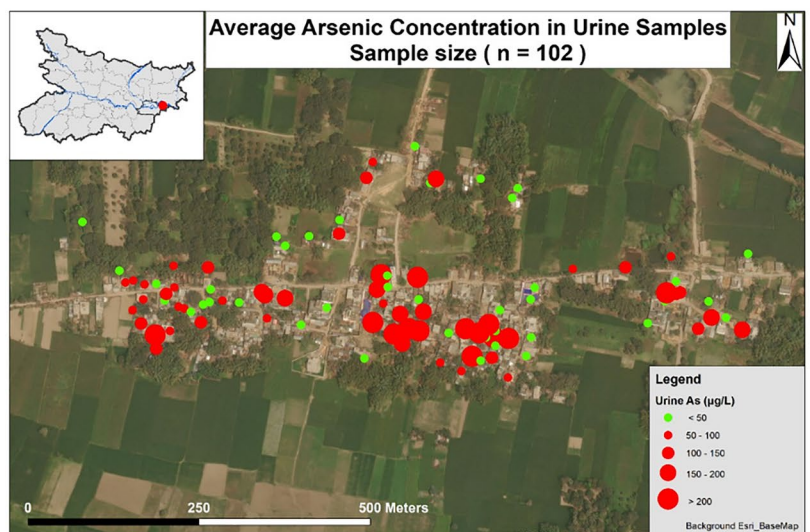 Average Arsenic Concentration in Urine Samples
Sample size ( n = 102 )
N
Legend
Urine As (µg/L)
< 50
50 - 100
100 - 150
150 - 200
> 200
0 250 500 Meters
Background Esri_BaseMap